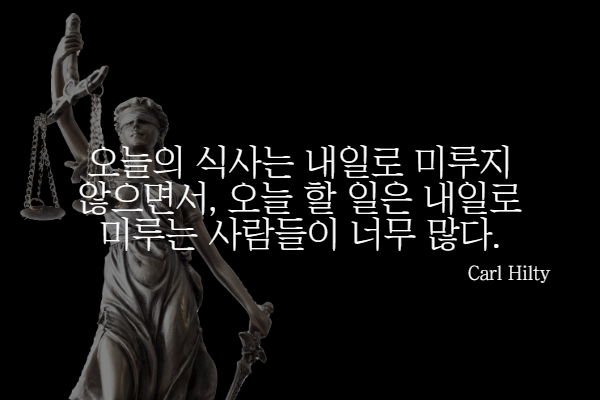 오늘의 식사는 내일로 미루지
않으면서, 오늘 할 일은 내일로
미루는 사람들이 너무 많다.
Carl Hilty